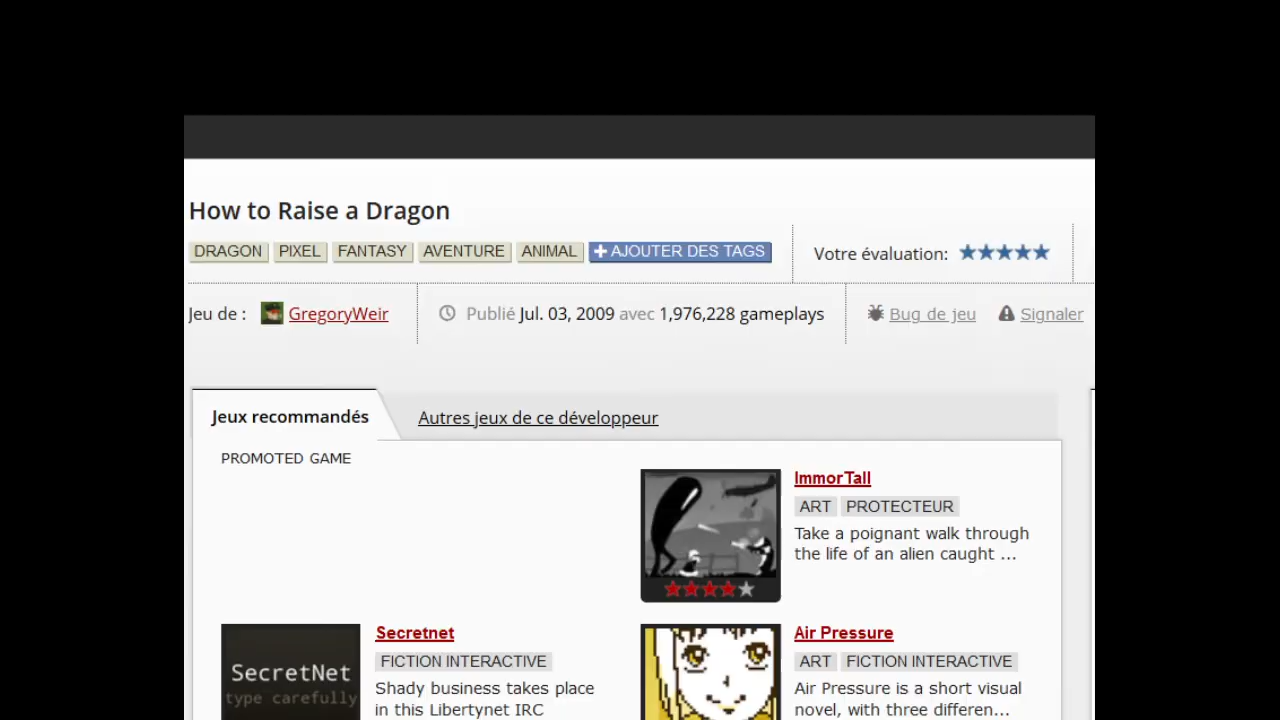 How to Raise a Dragon
DRAGON PIXEL FANTASY AVENTURE ANIMAL AJOUTER DES TAGS
Votre évaluation:
Jeu de : GregoryWeir
Publié Jul. 03, 2009 avec 1,976,228 gameplays
Bug de jeu Signaler
Jeux recommandés Autres jeux de ce développeur
PROMOTED GAME
ImmorTall
ART PROTECTEUR
Take a poignant walk through
the life of an alien caught ...
SecretNet
type carefully
Secretnet
FICTION INTERACTIVE
Shady business takes place
in this Libertynet IRC
Air Pressure
ART FICTION INTERACTIVE
Air Pressure is a short visual
novel, with three differen...